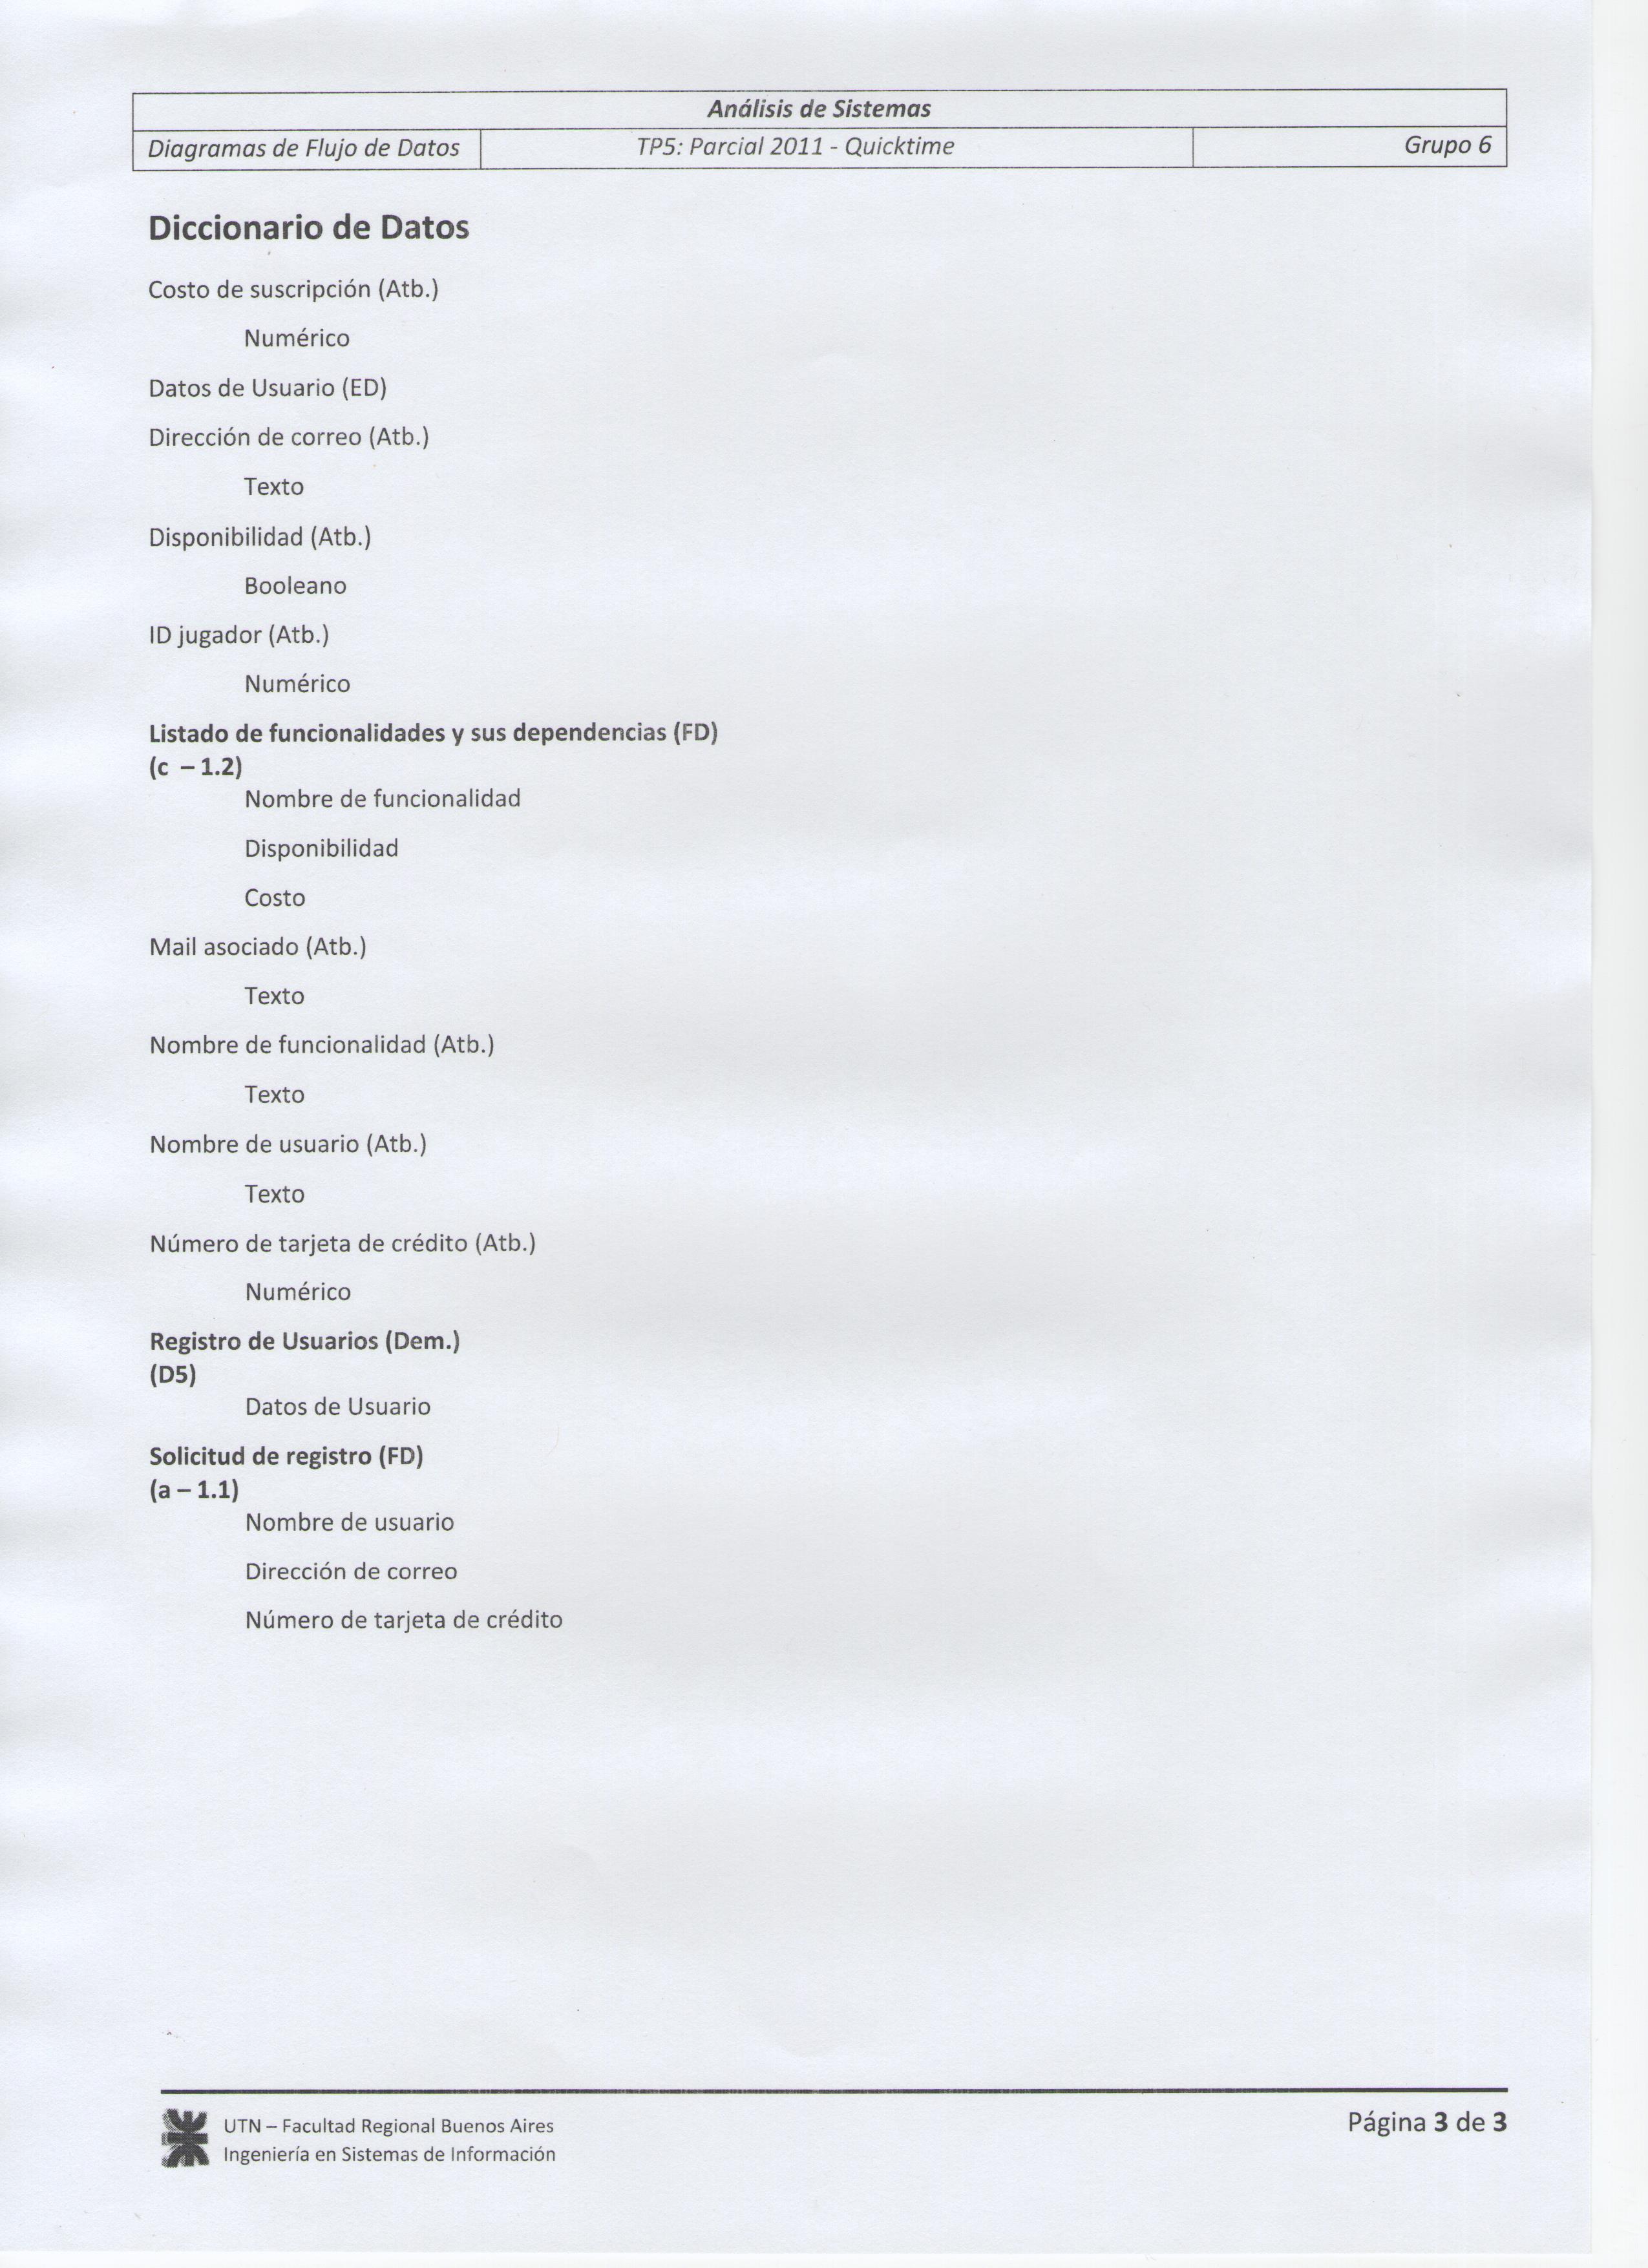 Análisis de Sistemas
Diagramas de Flujo de Datos TP5: Parcial 2011 - Quicktime Grupo 6
Diccionario de Datos
Costo de suscripción (Atb.)
Numérico
Datos de Usuario (ED)
Dirección de correo (Atb.)
Texto
Disponibilidad (Atb.)
Booleano
ID jugador (Atb.)
Numérico
Listado de funcionalidades y sus dependencias (FD)
(c – 1.2)
Nombre de funcionalidad
Disponibilidad
Costo
Mail asociado (Atb.)
Texto
Nombre de funcionalidad (Atb.)
Texto
Nombre de usuario (Atb.)
Texto
Número de tarjeta de crédito (Atb.)
Numérico
Registro de Usuarios (Dem.)
(D5)
Datos de Usuario
Solicitud de registro (FD)
(a – 1.1)
Nombre de usuario
Dirección de correo
Número de tarjeta de crédito
UTN – Facultad Regional Buenos Aires
Ingeniería en Sistemas de Información
Página 3 de 3